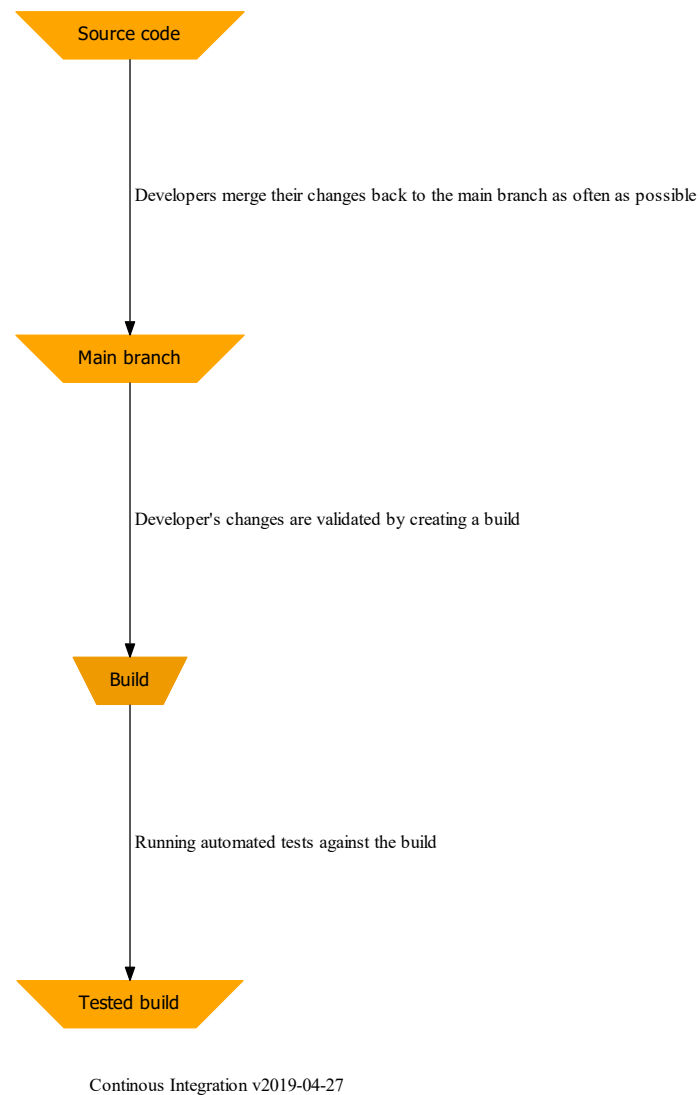 Source code
Developers merge their changes back to the main branch as often as possible
Main branch
Developer's changes are validated by creating a build
Build
Running automated tests against the build
Tested build
Continous Integration v2019-04-27